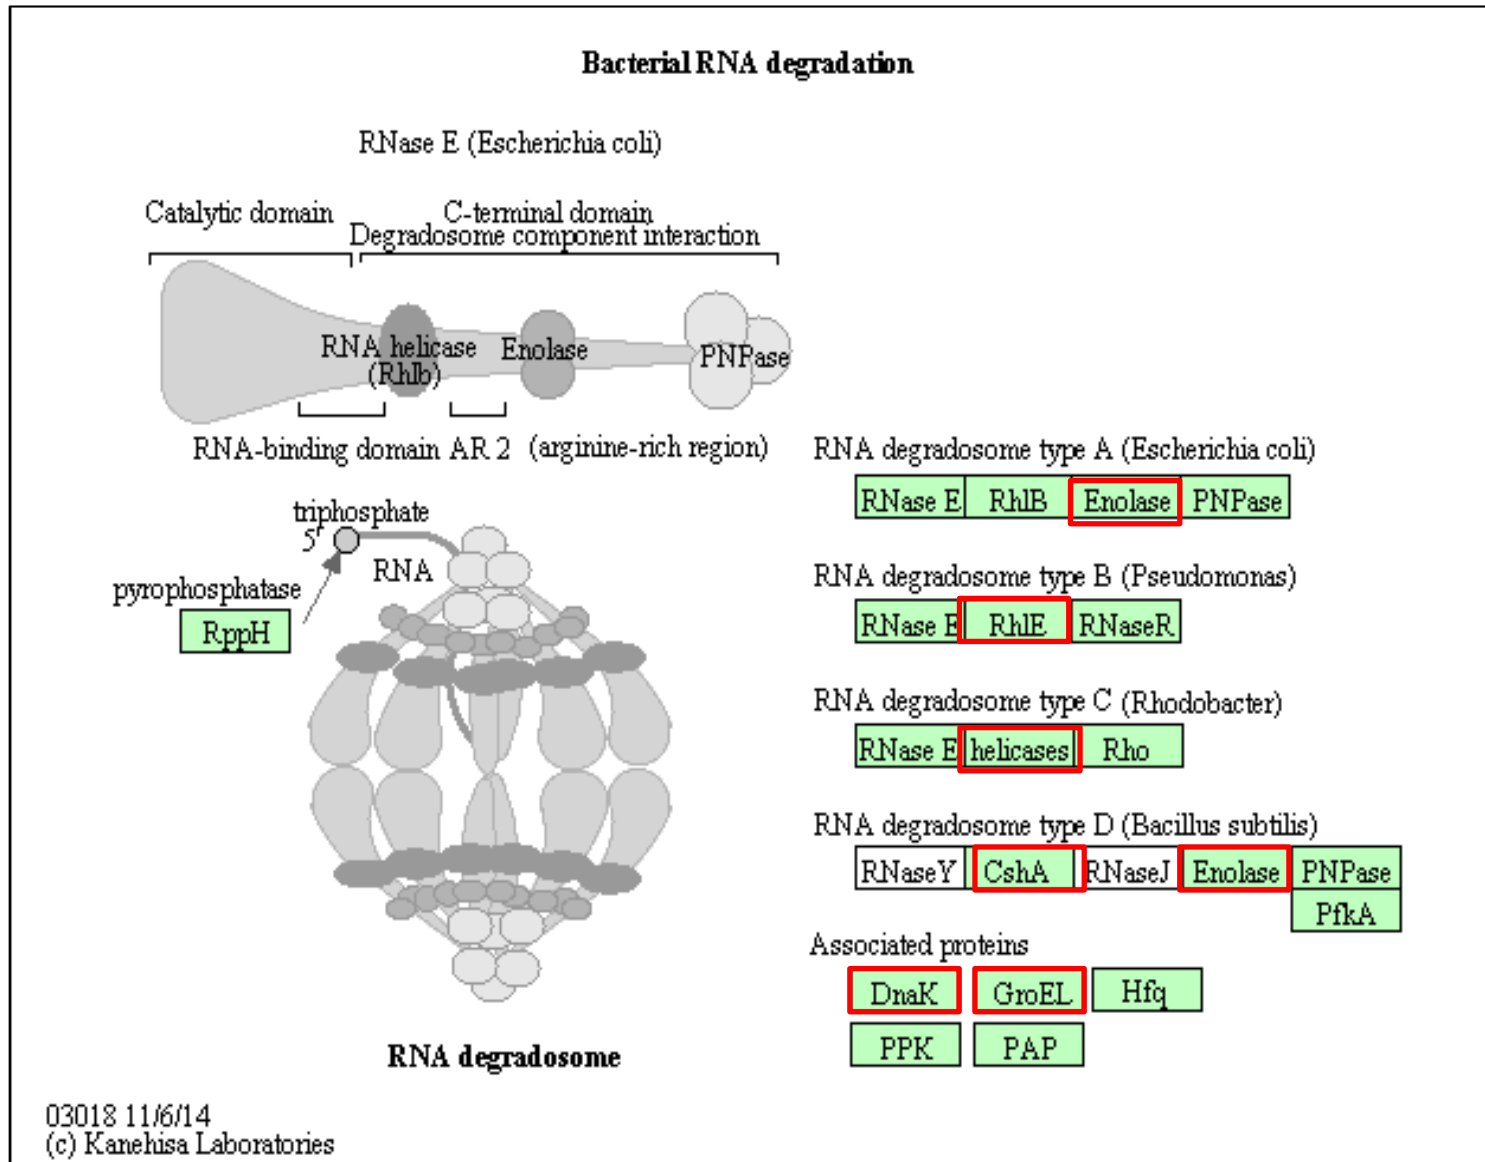 Bacterial RNA degradation
RNase E (Escherichia coli)
Catalytic domain
C-terminal domain
Degradosome component interaction
RNA helicase
(Rhlb)
Enolase
PNPase
RNA-binding domain AR 2 (arginine-rich region)
triphosphate
5'
RNA
pyrophosphatase
RppH
RNA degradosome
RNA degradosome type A (Escherichia coli)
RNase E RhlB Enolase PNPase
RNA degradosome type B (Pseudomonas)
RNase E RhlE RNaseR
RNA degradosome type C (Rhodobacter)
RNase E helicases Rho
RNA degradosome type D (Bacillus subtilis)
RNaseY CshA RNaseJ Enolase PNPase
PfkA
Associated proteins
DnaK GroEL Hfq
PPK PAP
03018 11/6/14
(c) Kanehisa Laboratories